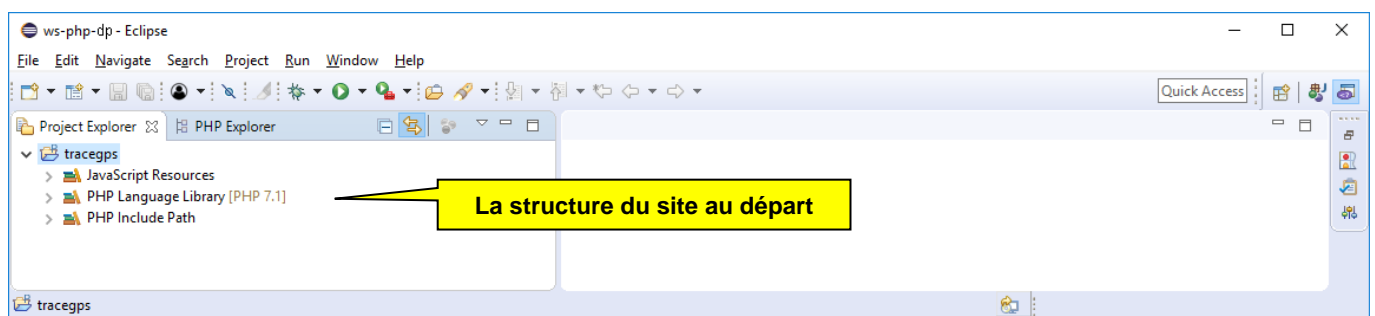 ws-php-dp - Eclipse
File Edit Navigate Search Project Run Window Help
Quick Access
Project Explorer PHP Explorer
tracegps
JavaScript Resources
PHP Language Library [PHP 7.1]
PHP Include Path
La structure du site au départ
tracegps